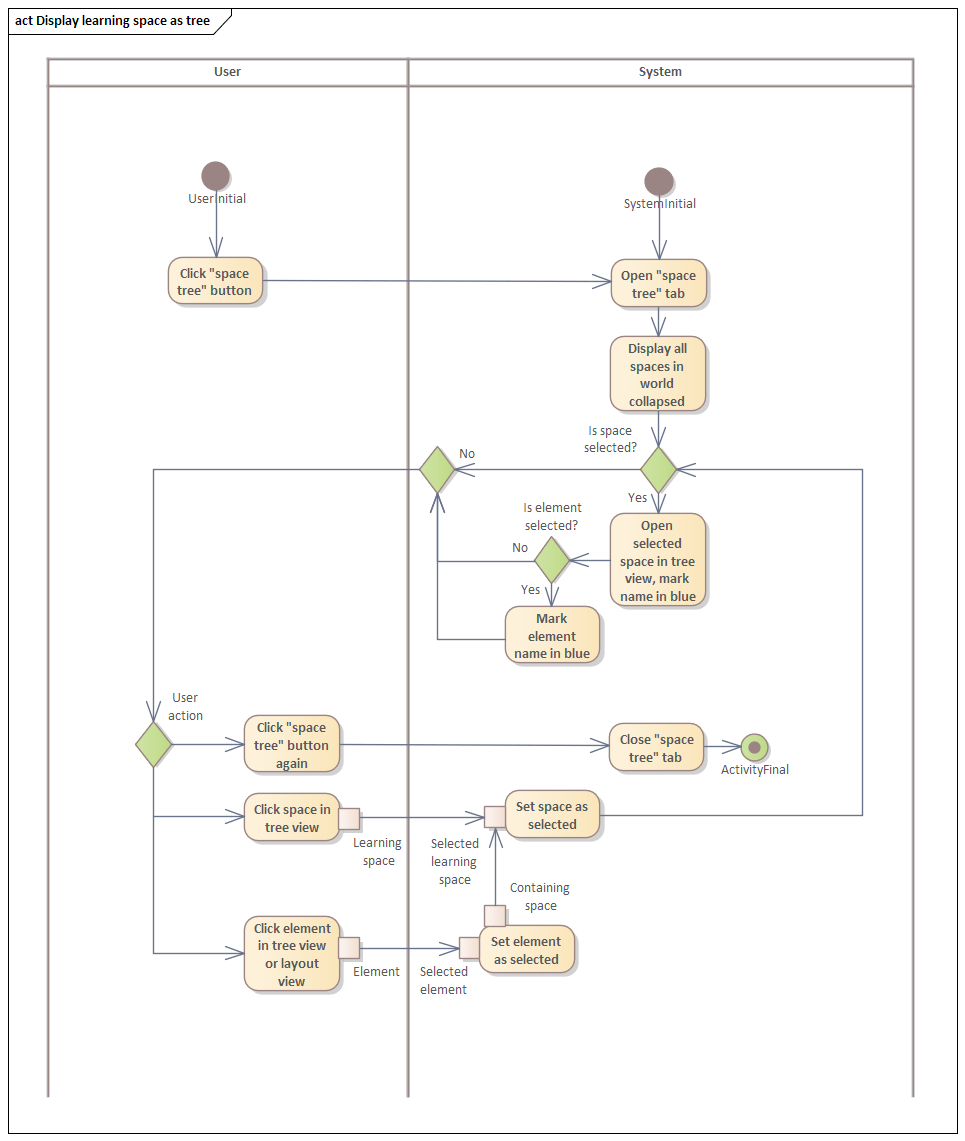 act Display learning space as tree
User
System
UserInitial
SystemInitial
Click "space
tree" button
Open "space
tree" tab
Display all
spaces in
world
collapsed
Is space
selected?
No
Yes
Is element
selected?
Open
selected
space in tree
view, mark
name in blue
No
Yes
Mark
element
name in blue
User
action
Click "space
tree" button
again
Close "space
tree" tab
ActivityFinal
Click space in
tree view
Set space as
selected
Learning
space
Selected
learning
space
Containing
space
Click element
in tree view
or layout
view
Set element
as selected
Element
Selected
element